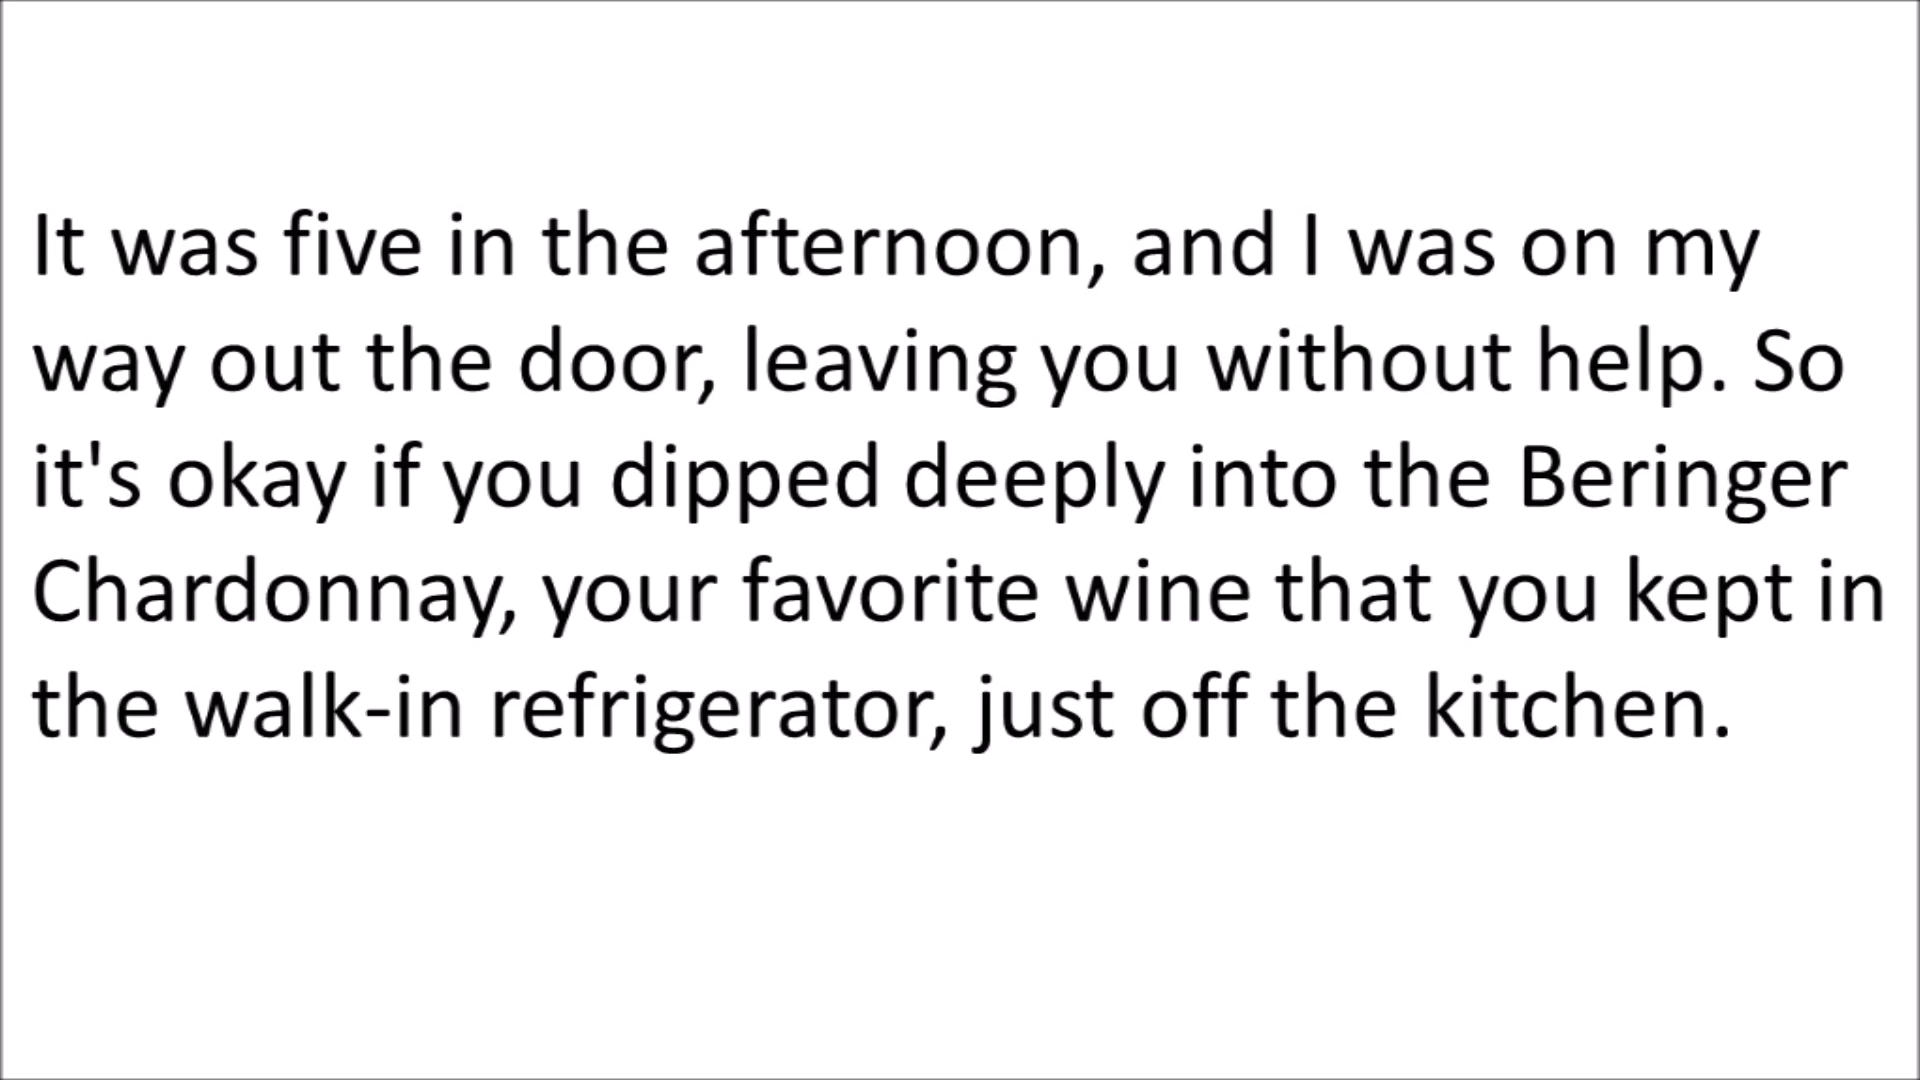 It was five in the afternoon, and I was on my
way out the door, leaving you without help. So
it's okay if you dipped deeply into the Beringer
Chardonnay, your favorite wine that you kept in
the walk-in refrigerator, just off the kitchen.